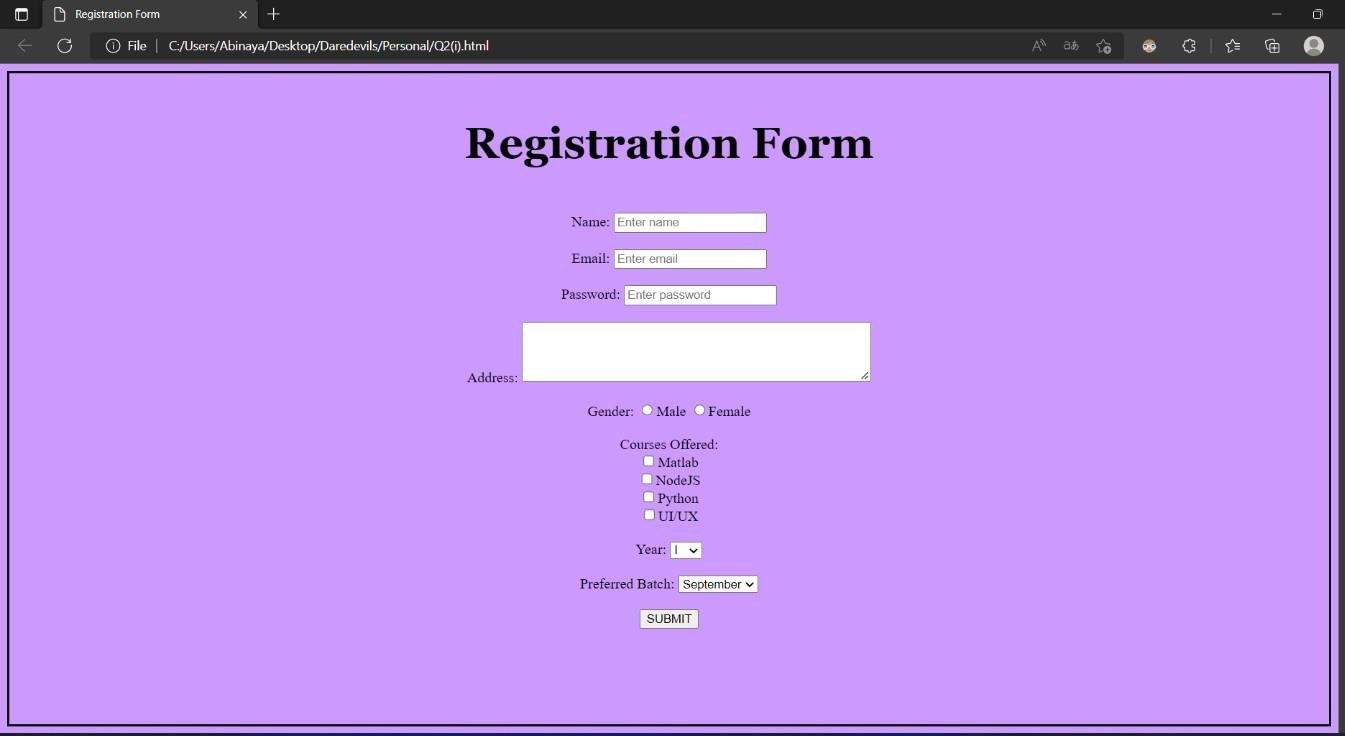 Registration Form
File | C:/Users/Abinaya/Desktop/Daredevils/Personal/Q2(i).html
Registration Form
Name: Enter name
Email: Enter email
Password: Enter password
Address:
Gender: Male Female
Courses Offered:
Matlab
NodeJS
Python
UI/UX
Year: I
Preferred Batch: September
SUBMIT